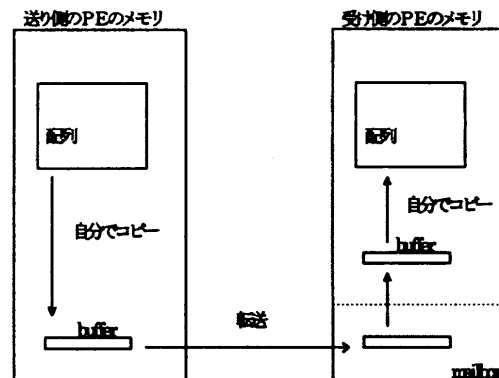 送り側のPEのメモリ
受け側のPEのメモリ
配列
配列
自分でコピー
自分でコピー
buffer
buffer
転送
mailbox